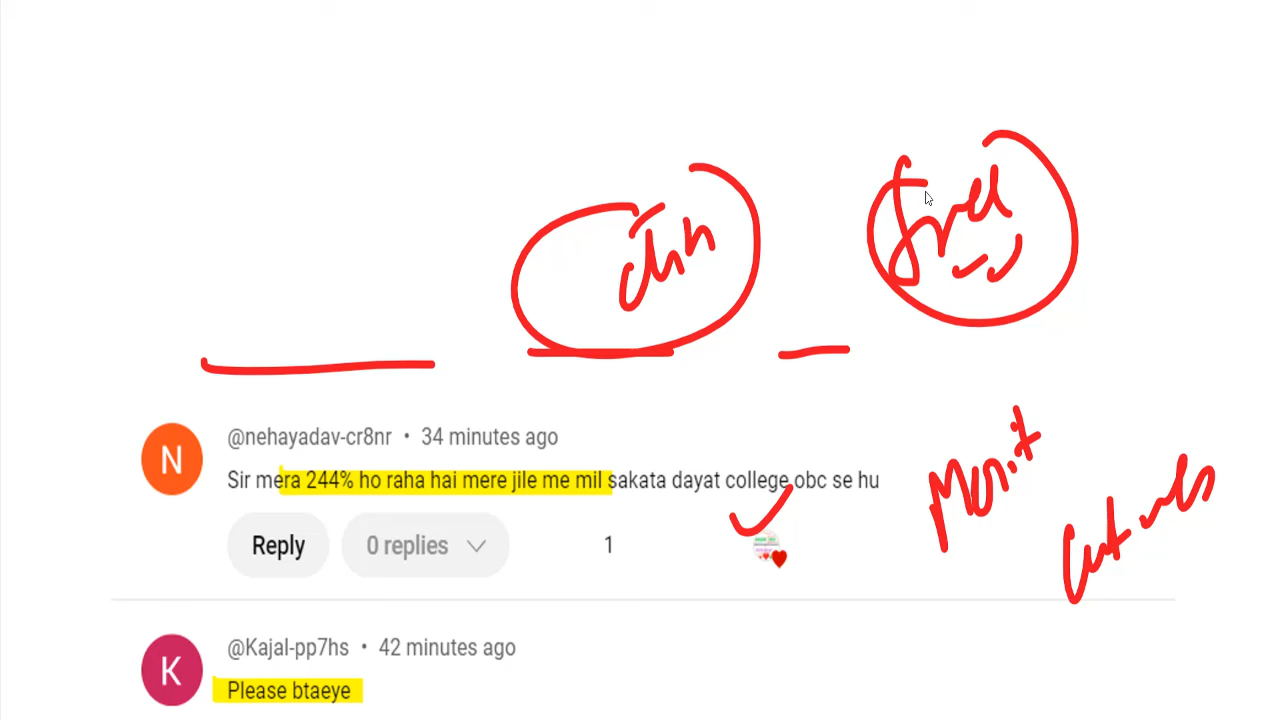 N
@nehayadav-cr8nr • 34 minutes ago
Sir mera 244% ho raha hai mere jile me mil sakata dayat college obc se hu
Reply
0 replies
1
Merit
K
@Kajal-pp7hs • 42 minutes ago
Please btaeye